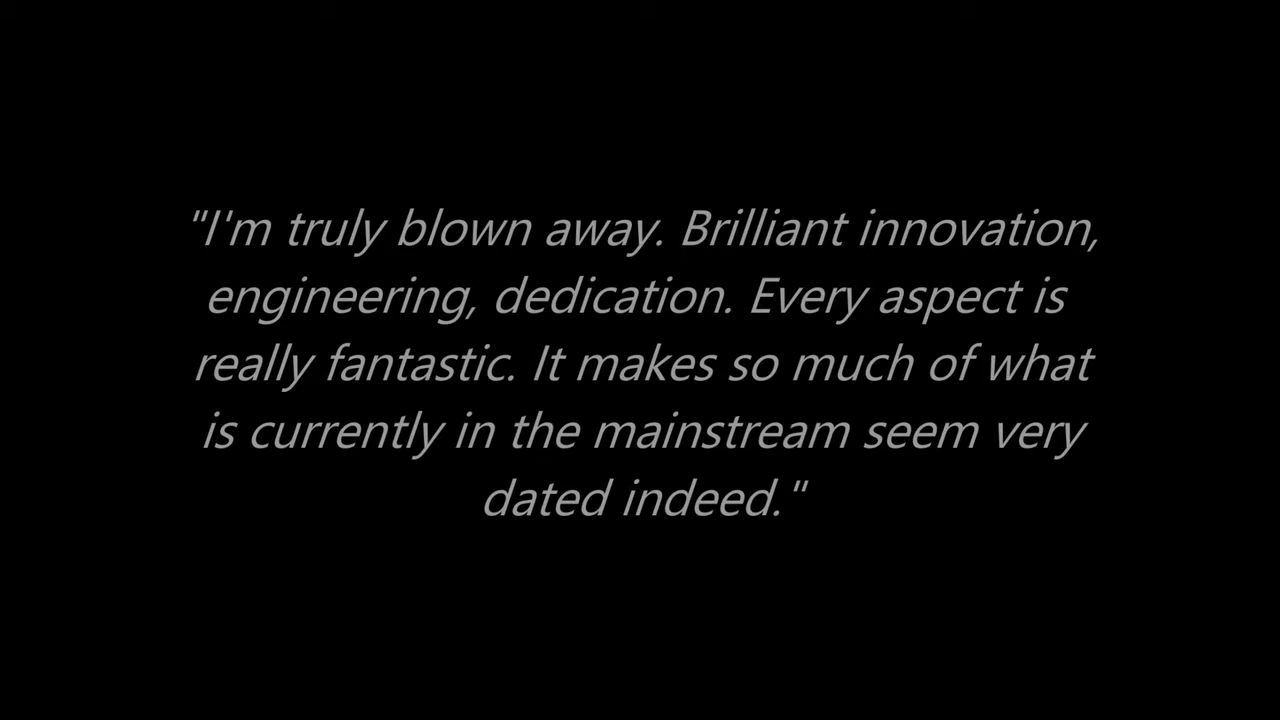 "I'm truly blown away. Brilliant innovation,
engineering, dedication. Every aspect is
really fantastic. It makes so much of what
is currently in the mainstream seem very
dated indeed."